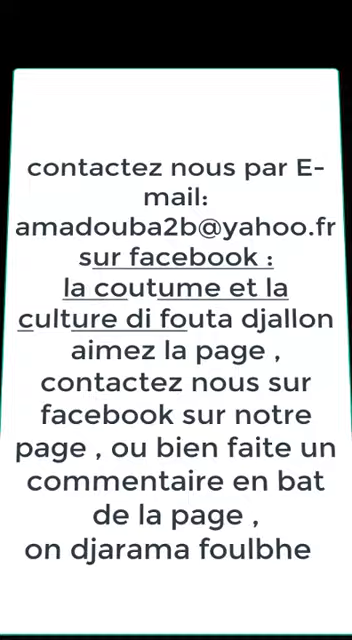 contactez nous par E-
mail:
amadouba2b@yahoo.fr
sur facebook :
la coutume et la
culture di fouta djallon
aimez la page ,
contactez nous sur
facebook sur notre
page , ou bien faite un
commentaire en bat
de la page ,
on djarama foulbhe